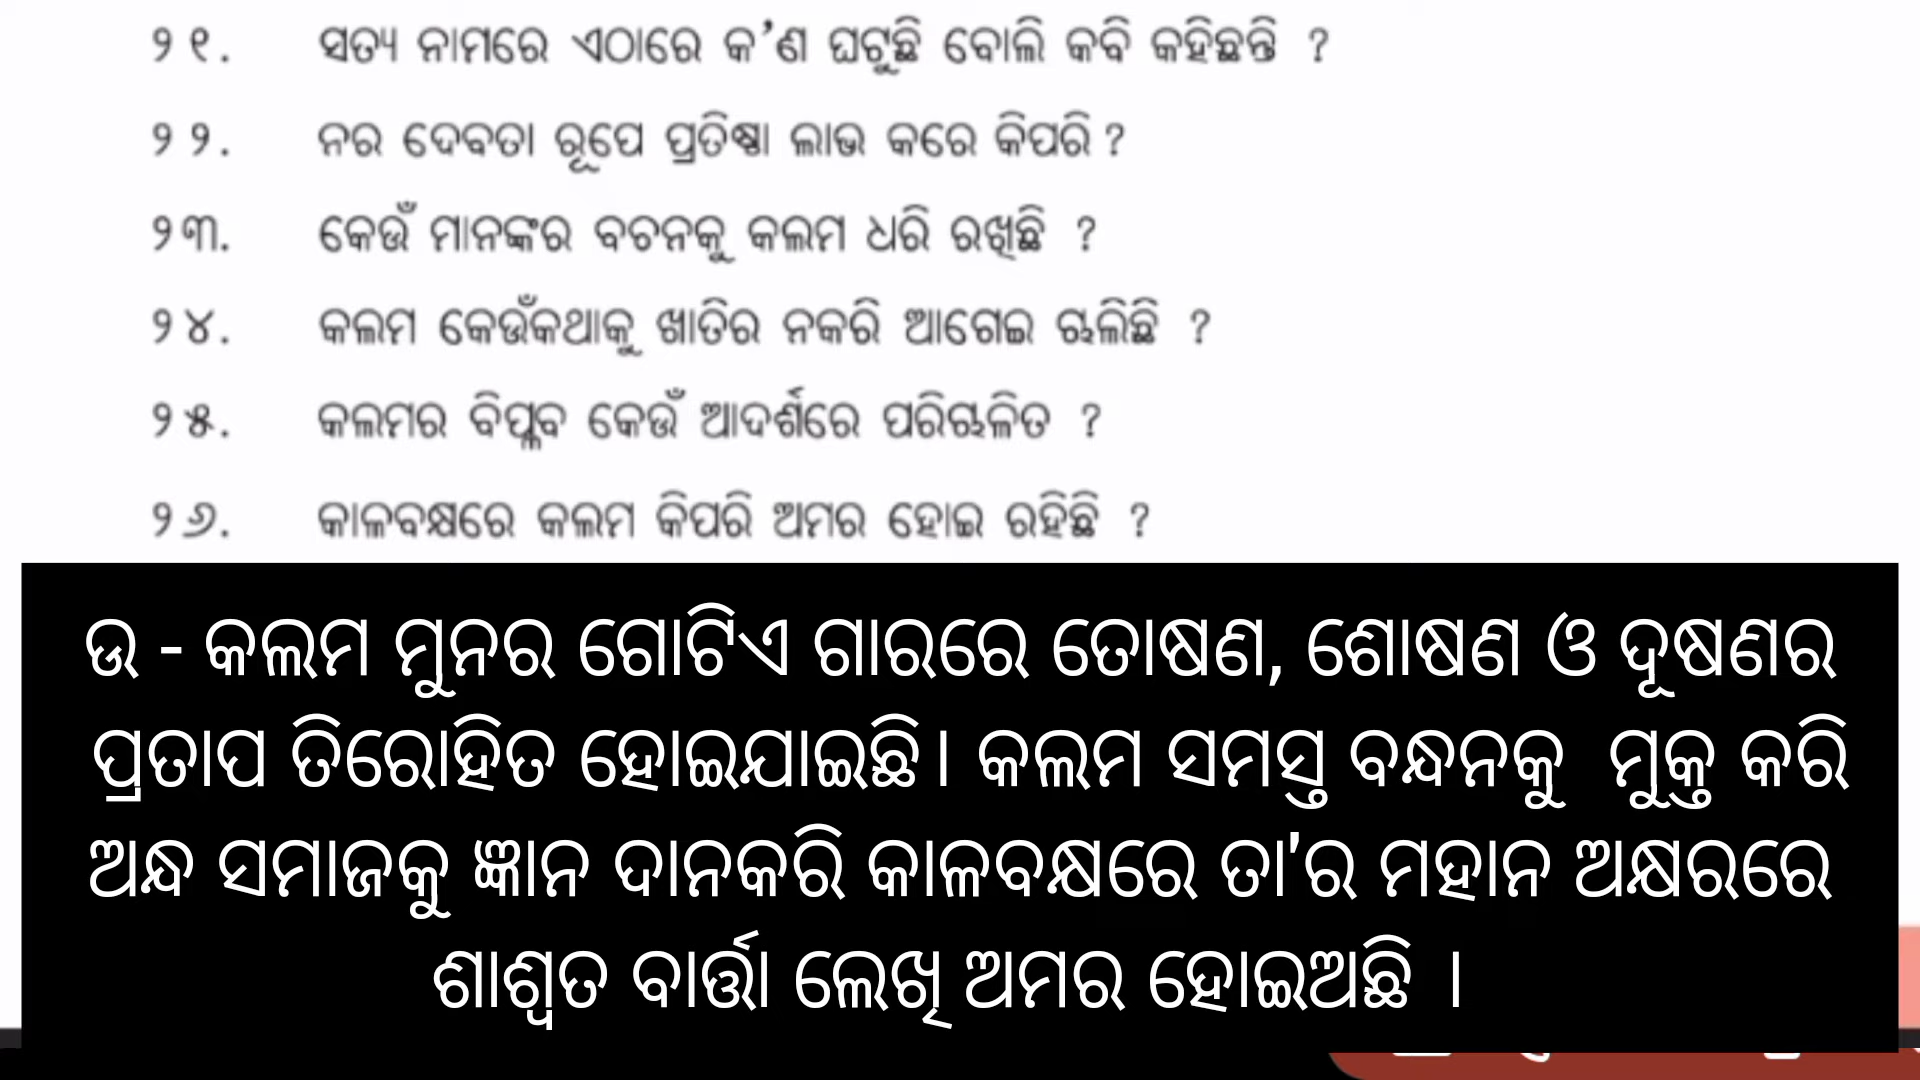 ୨୧. ସତ୍ୟ ନାମରେ ଏଠାରେ କ'ଣ ଘଟୁଛି ବୋଲି କବି କହିଛନ୍ତି ?
୨୨. ନର ଦେବତା ରୂପେ ପ୍ରତିଷ୍ଠା ଲାଭ କରେ କିପରି ?
୨୩. କେଉଁ ମାନଙ୍କର ବଚନକୁ କଲମ ଧରି ରଖିଛି ?
୨୪. କଲମ କେଉଁକଥାକୁ ଖାତିର ନକରି ଆଗେଇ ଚାଲିଛି ?
୨୫. କଲମର ବିପ୍ଳବ କେଉଁ ଆଦର୍ଶରେ ପରିଚାଳିତ ?
୨୬. କାଳବକ୍ଷରେ କଲମ କିପରି ଅମର ହୋଇ ରହିଛି ?
ଉ - କଲମ ମୁନର ଗୋଟିଏ ଗାରରେ ତୋଷଣ, ଶୋଷଣ ଓ ଦୂଷଣର
ପ୍ରତାପ ତିରୋହିତ ହୋଇଯାଇଛି। କଲମ ସମସ୍ତ ବନ୍ଧନକୁ ମୁକ୍ତ କରି
ଅନ୍ଧ ସମାଜକୁ ଜ୍ଞାନ ଦାନକରି କାଳବକ୍ଷରେ ତା'ର ମହାନ ଅକ୍ଷରରେ
ଶାଶ୍ୱତ ବାର୍ତ୍ତା ଲେଖି ଅମର ହୋଇଅଛି ।